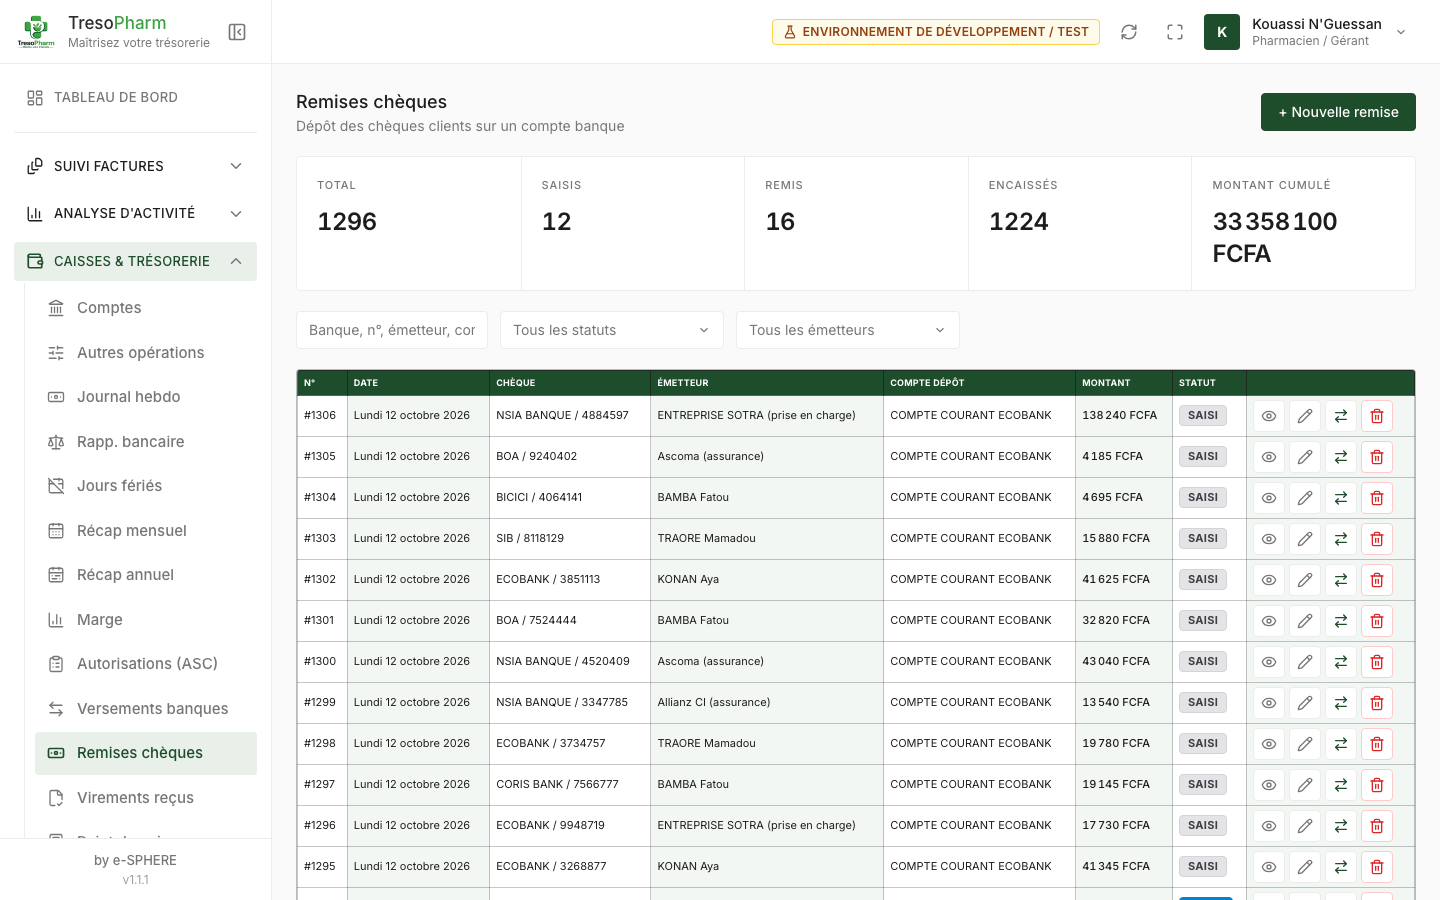 TresoPharm
TresoPharm
Maîtrisez votre trésorerie
ENVIRONNEMENT DE DÉVELOPPEMENT / TEST
K
Kouassi N'Guessan
Pharmacien / Gérant
TABLEAU DE BORD
SUIVI FACTURES
ANALYSE D'ACTIVITÉ
CAISSES & TRÉSORERIE
Comptes
Autres opérations
Journal hebdo
Rapp. bancaire
Jours fériés
Récap mensuel
Récap annuel
Marge
Autorisations (ASC)
Versements banques
Remises chèques
Virements reçus
by e-SPHERE
v1.1.1
Remises chèques
Dépôt des chèques clients sur un compte banque
+ Nouvelle remise
TOTAL
1296
SAISIS
12
REMIS
16
ENCAISSÉS
1224
MONTANT CUMULÉ
33 358 100
FCFA
Banque, n°, émetteur, cor
Tous les statuts
Tous les émetteurs
N° DATE CHÈQUE ÉMETTEUR COMPTE DÉPÔT MONTANT STATUT
#1306 Lundi 12 octobre 2026 NSIA BANQUE / 4884597 ENTREPRISE SOTRA (prise en charge) COMPTE COURANT ECOBANK 138 240 FCFA SAISI
#1305 Lundi 12 octobre 2026 BOA / 9240402 Ascoma (assurance) COMPTE COURANT ECOBANK 4 185 FCFA SAISI
#1304 Lundi 12 octobre 2026 BICICI / 4064141 BAMBA Fatou COMPTE COURANT ECOBANK 4 695 FCFA SAISI
#1303 Lundi 12 octobre 2026 SIB / 8118129 TRAORE Mamadou COMPTE COURANT ECOBANK 15 880 FCFA SAISI
#1302 Lundi 12 octobre 2026 ECOBANK / 3851113 KONAN Aya COMPTE COURANT ECOBANK 41 625 FCFA SAISI
#1301 Lundi 12 octobre 2026 BOA / 7524444 BAMBA Fatou COMPTE COURANT ECOBANK 32 820 FCFA SAISI
#1300 Lundi 12 octobre 2026 NSIA BANQUE / 4520409 Ascoma (assurance) COMPTE COURANT ECOBANK 43 040 FCFA SAISI
#1299 Lundi 12 octobre 2026 NSIA BANQUE / 3347785 Allianz CI (assurance) COMPTE COURANT ECOBANK 13 540 FCFA SAISI
#1298 Lundi 12 octobre 2026 ECOBANK / 3734757 TRAORE Mamadou COMPTE COURANT ECOBANK 19 780 FCFA SAISI
#1297 Lundi 12 octobre 2026 CORIS BANK / 7566777 BAMBA Fatou COMPTE COURANT ECOBANK 19 145 FCFA SAISI
#1296 Lundi 12 octobre 2026 ECOBANK / 9948719 ENTREPRISE SOTRA (prise en charge) COMPTE COURANT ECOBANK 17 730 FCFA SAISI
#1295 Lundi 12 octobre 2026 ECOBANK / 3268877 KONAN Aya COMPTE COURANT ECOBANK 41 345 FCFA SAISI